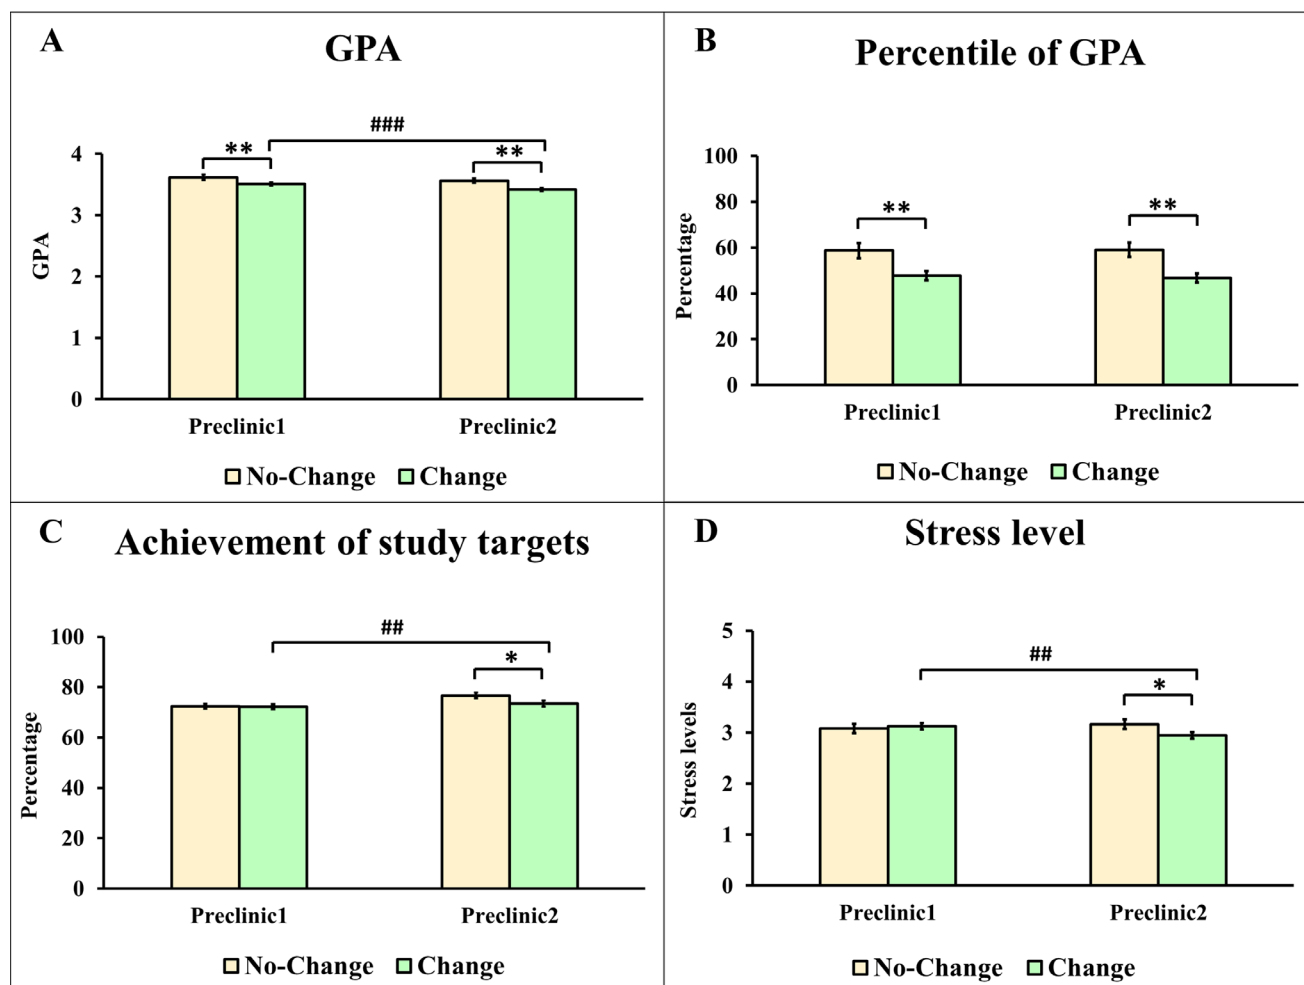 A
GPA
###
**
**
4
3
2
1
0
GPA
Preclinic1
Preclinic2
No-Change
Change
B
Percentile of GPA
**
**
100
80
60
40
20
0
Percentage
Preclinic1
Preclinic2
No-Change
Change
C
Achievement of study targets
##
*
100
80
60
40
20
0
Percentage
Preclinic1
Preclinic2
No-Change
Change
D
Stress level
##
*
5
4
3
2
1
0
Stress levels
Preclinic1
Preclinic2
No-Change
Change